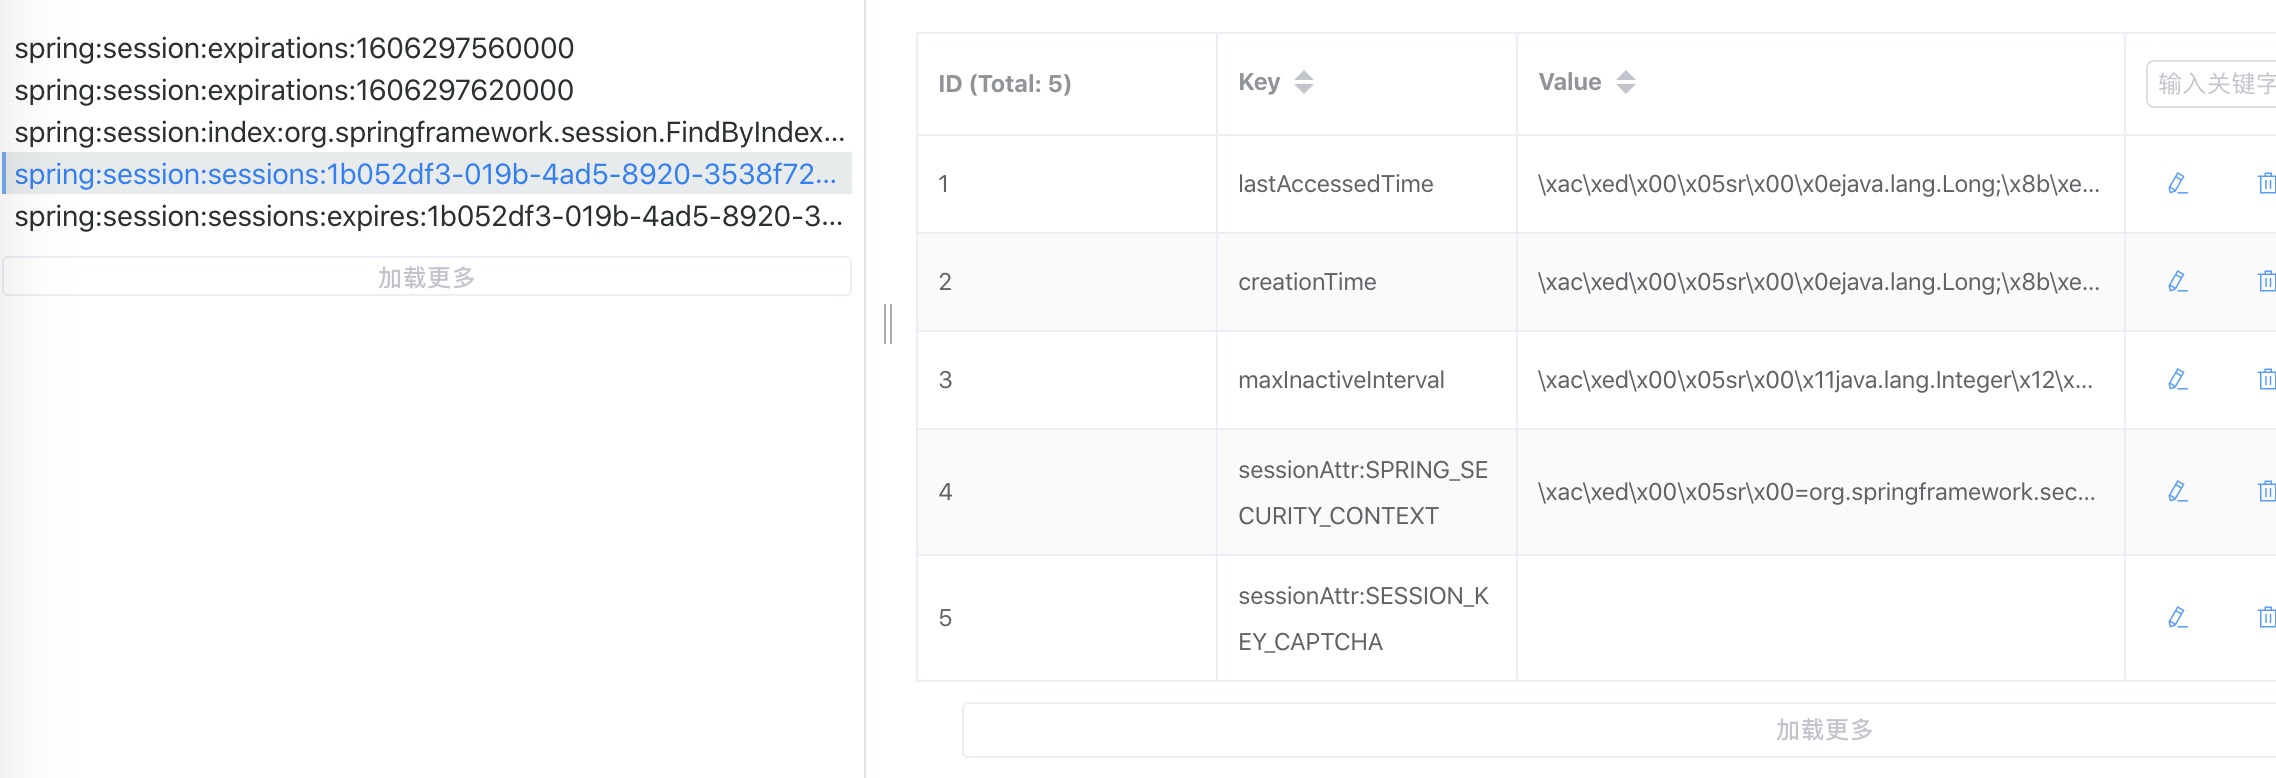 spring:session:expirations:1606297560000
spring:session:expirations:1606297620000
spring:session:index:org.springframework.session.FindByIndex...
spring:session:sessions:1b052df3-019b-4ad5-8920-3538f72...
spring:session:sessions:expires:1b052df3-019b-4ad5-8920-3...
加载更多
ID (Total: 5) Key Value 输入关键字
1 lastAccessedTime \xac\xed\x00\x05sr\x00\x0ejava.lang.Long;\x8b\xe...
2 creationTime \xac\xed\x00\x05sr\x00\x0ejava.lang.Long;\x8b\xe...
3 maxInactiveInterval \xac\xed\x00\x05sr\x00\x11java.lang.Integer\x12\x...
4 sessionAttr:SPRING_SE \xac\xed\x00\x05sr\x00=org.springframework.sec...
CURITY_CONTEXT
5 sessionAttr:SESSION_K
EY_CAPTCHA
加载更多